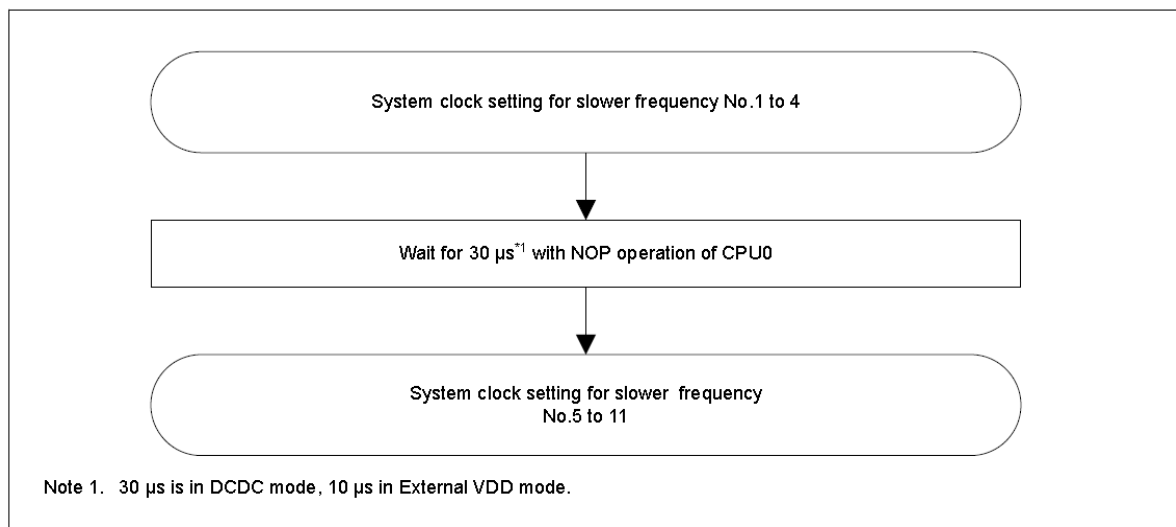 System clock setting for slower frequency No.1 to 4
Wait for 30 µs*1 with NOP operation of CPU0
System clock setting for slower frequency
No.5 to 11
Note 1. 30 µs is in DCDC mode, 10 µs in External VDD mode.